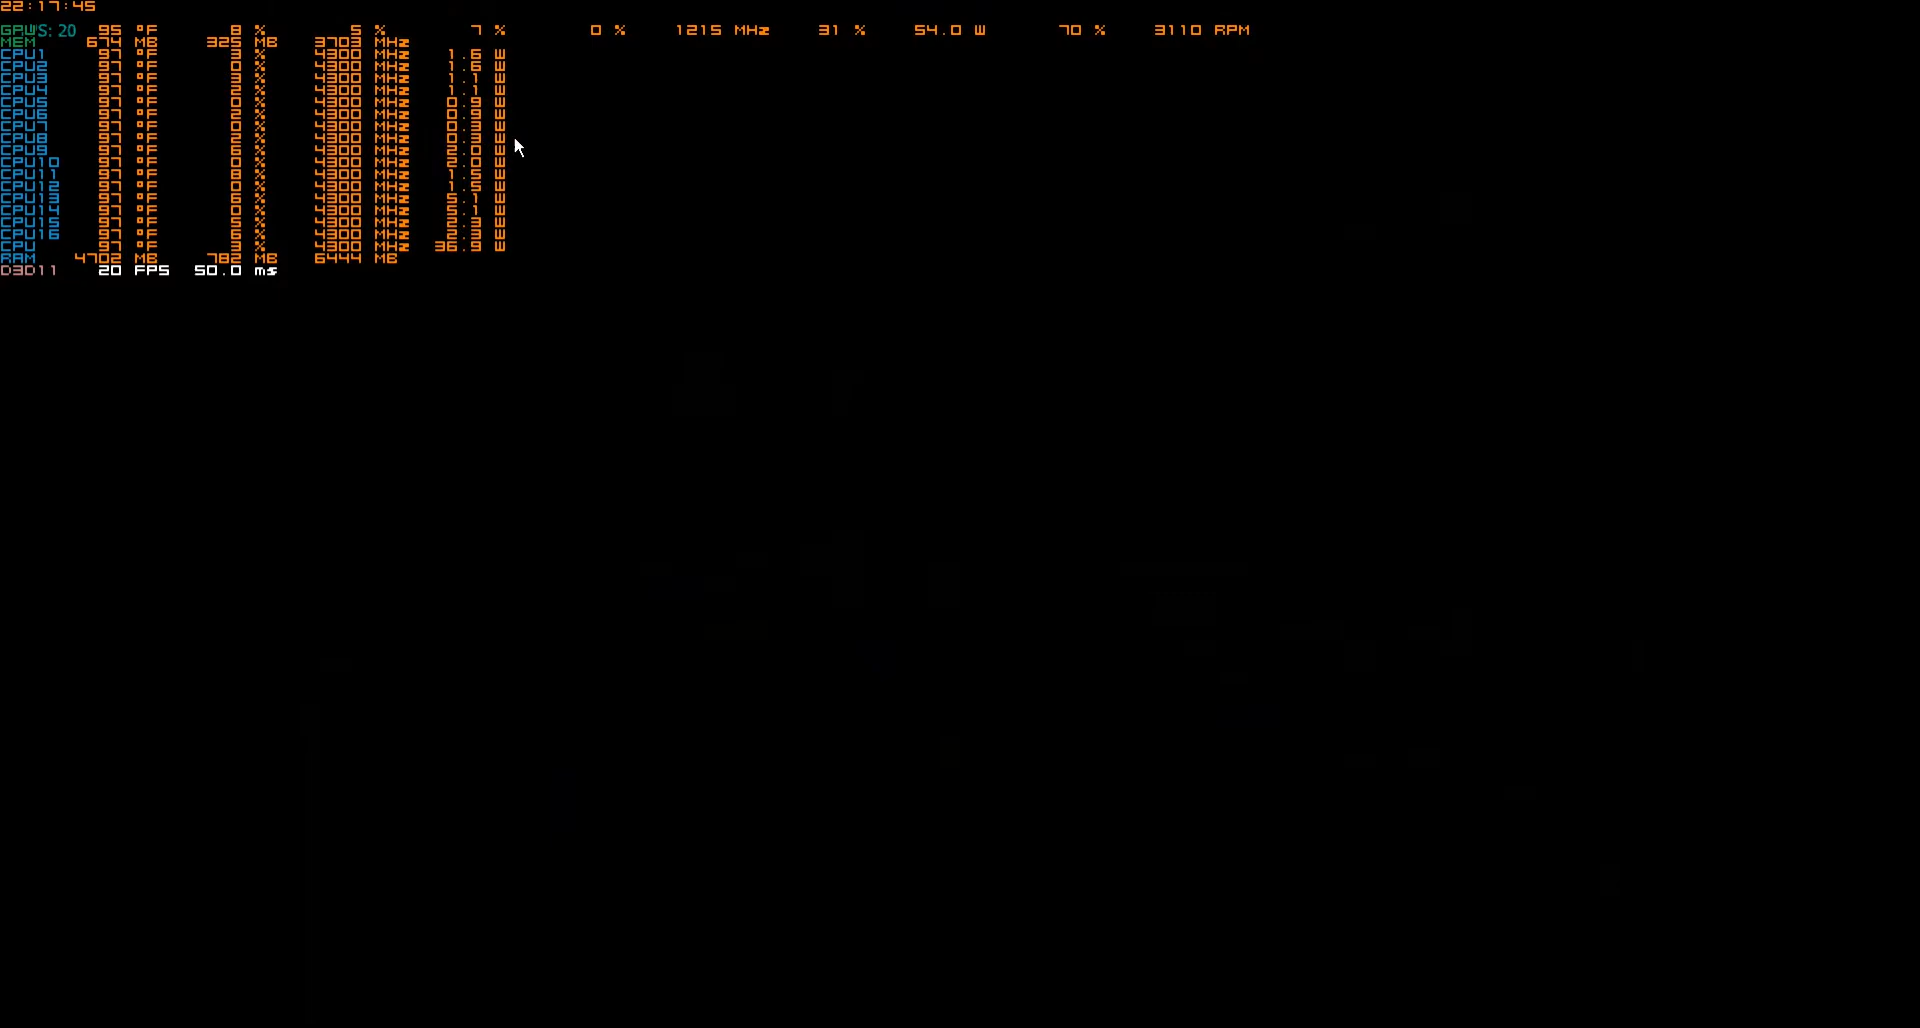 22:17:45
GPU S: 20 95 °F 8 % 5 % 7 % 0 % 1215 MHz 31 % 54.0 W 70 % 3110 RPM
MEM 674 MB 325 MB 3703 MHz
CPU1 97 °F 3 % 4300 MHz 1.6 W
CPU2 97 °F 0 % 4300 MHz 1.6 W
CPU3 97 °F 3 % 4300 MHz 1.1 W
CPU4 97 °F 2 % 4300 MHz 1.1 W
CPU5 97 °F 0 % 4300 MHz 0.9 W
CPU6 97 °F 2 % 4300 MHz 0.9 W
CPU7 97 °F 0 % 4300 MHz 0.3 W
CPU8 97 °F 2 % 4300 MHz 0.3 W
CPU9 97 °F 6 % 4300 MHz 2.0 W
CPU10 97 °F 0 % 4300 MHz 2.0 W
CPU11 97 °F 8 % 4300 MHz 1.5 W
CPU12 97 °F 0 % 4300 MHz 1.5 W
CPU13 97 °F 6 % 4300 MHz 5.1 W
CPU14 97 °F 0 % 4300 MHz 5.1 W
CPU15 97 °F 5 % 4300 MHz 2.3 W
CPU16 97 °F 6 % 4300 MHz 2.3 W
CPU 97 °F 3 % 4300 MHz 36.9 W
RAM 4702 MB 782 MB 6444 MB
D3D11 20 FPS 50.0 ms